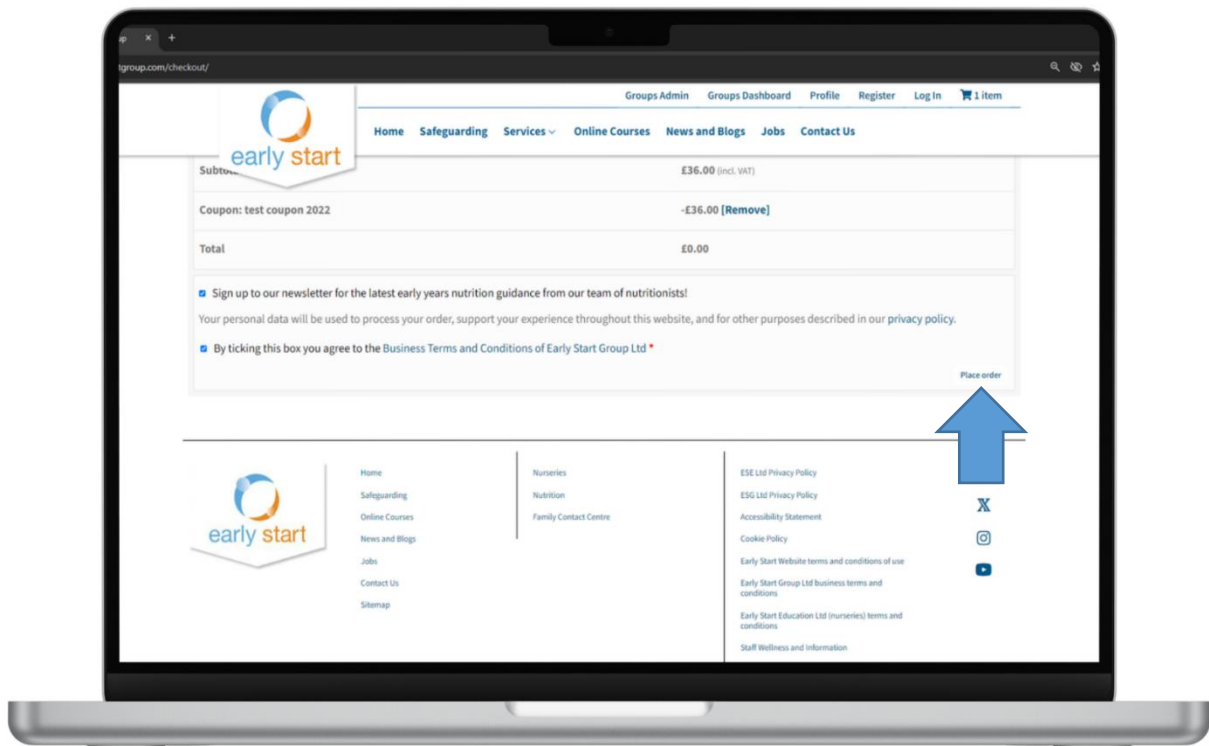 tgroup.com/checkout/
Groups Admin Groups Dashboard Profile Register Log In 1 item
early start
Home Safeguarding Services Online Courses News and Blogs Jobs Contact Us
£36.00 (incl. VAT)
Coupon: test coupon 2022 -£36.00 [Remove]
Total £0.00
Sign up to our newsletter for the latest early years nutrition guidance from our team of nutritionists!
Your personal data will be used to process your order, support your experience throughout this website, and for other purposes described in our privacy policy.
By ticking this box you agree to the Business Terms and Conditions of Early Start Group Ltd *
Place order
early start
Home
Safeguarding
Online Courses
News and Blogs
Jobs
Contact Us
Sitemap
Nurseries
Nutrition
Family Contact Centre
ESE Ltd Privacy Policy
ESG Ltd Privacy Policy
Accessibility Statement
Cookie Policy
Early Start Website terms and conditions of use
Early Start Group Ltd business terms and
conditions
Early Start Education Ltd (nurseries) terms and
conditions
Staff Wellness and Information